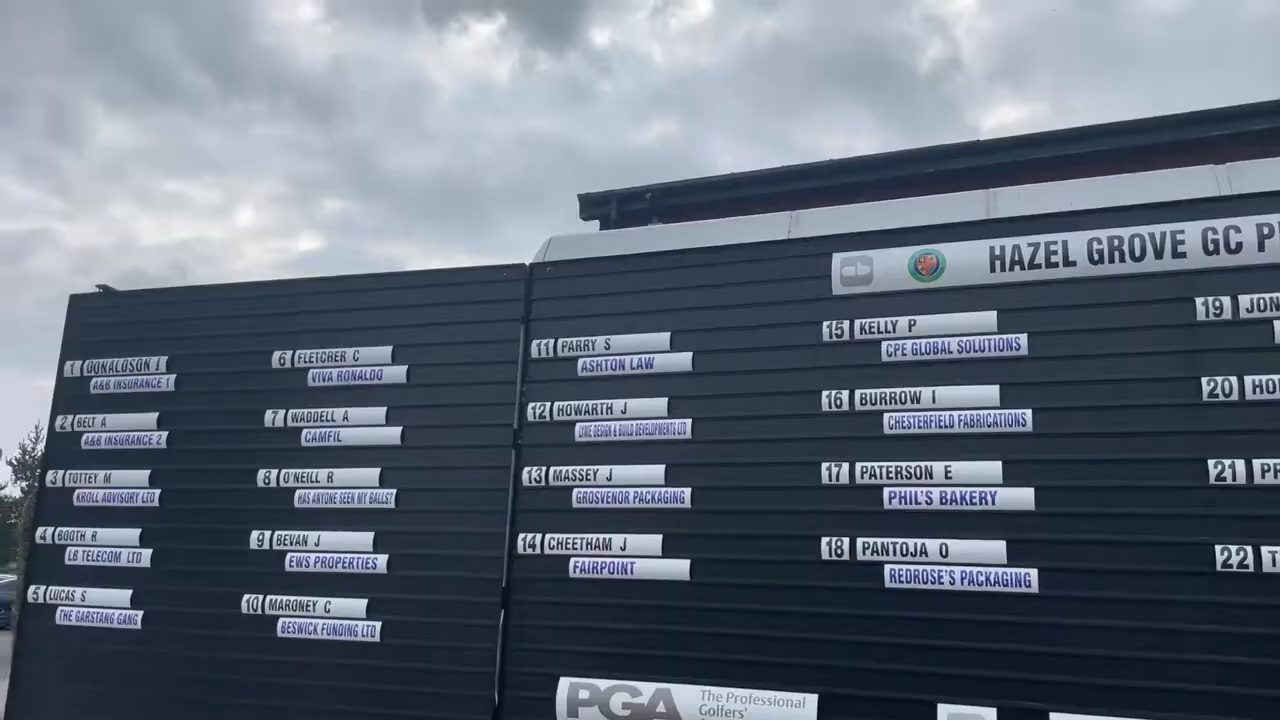 HAZEL GROVE GC
1 DONALDSON J
A&B INSURANCE 1
2 BELT A
A&B INSURANCE 2
3 TOTTEY M
KROLL ADVISORY LTD
4 BOOTH R
LB TELECOM LTD
5 LUCAS S
THE GARSTANG GANG
6 FLETCHER C
VIVA RONALDO
7 WADDELL A
CAMFIL
8 O'NEILL R
HAS ANYONE SEEN MY BALLS?
9 BEVAN J
EWS PROPERTIES
10 MARONEY C
BESWICK FUNDING LTD
11 PARRY S
ASHTON LAW
12 HOWARTH J
LYME DESIGN & BUILD DEVELOPMENTS LTD
13 MASSEY J
GROSVENOR PACKAGING
14 CHEETHAM J
FAIRPOINT
15 KELLY P
CPE GLOBAL SOLUTIONS
16 BURROW I
CHESTERFIELD FABRICATIONS
17 PATERSON E
PHIL'S BAKERY
18 PANTOJA O
REDROSE'S PACKAGING
19 JON
20 HO
21 PR
22 T
PGA The Professional
Golfers'